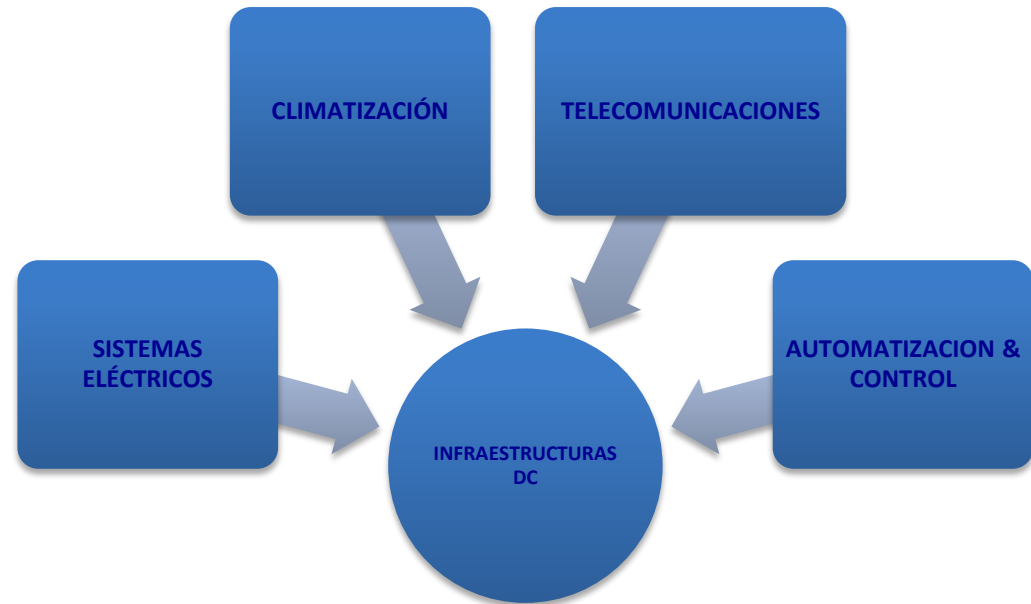 CLIMATIZACIÓN
TELECOMUNICACIONES
SISTEMAS
ELÉCTRICOS
AUTOMATIZACION &
CONTROL
INFRAESTRUCTURAS
DC